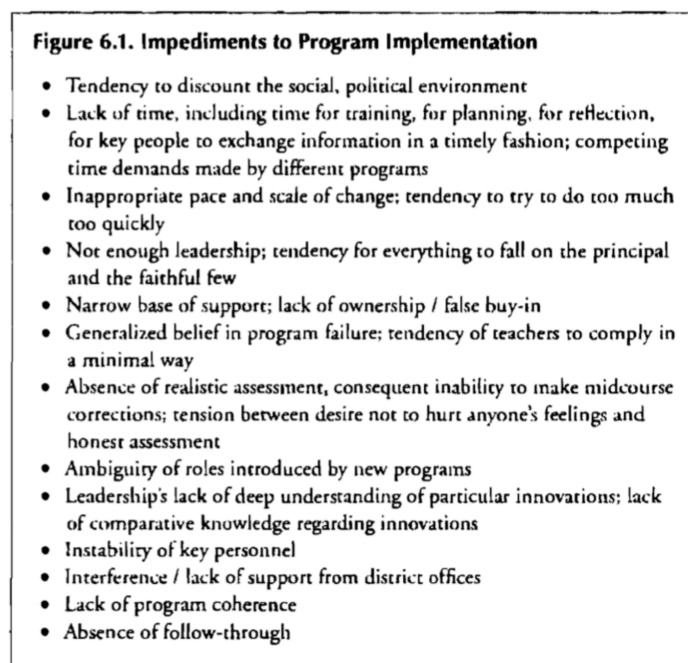 Figure 6.1. Impediments to Program Implementation
• Tendency to discount the social, political environment
• Lack of time, including time for training, for planning, for reflection,
for key people to exchange information in a timely fashion; competing
time demands made by different programs
• Inappropriate pace and scale of change; tendency to try to do too much
too quickly
• Not enough leadership; tendency for everything to fall on the principal
and the faithful few
• Narrow base of support; lack of ownership / false buy-in
• Generalized belief in program failure; tendency of teachers to comply in
a minimal way
• Absence of realistic assessment, consequent inability to make midcourse
corrections; tension between desire not to hurt anyone's feelings and
honest assessment
• Ambiguity of roles introduced by new programs
• Leadership's lack of deep understanding of particular innovations; lack
of comparative knowledge regarding innovations
• Instability of key personnel
• Interference / lack of support from district offices
• Lack of program coherence
• Absence of follow-through